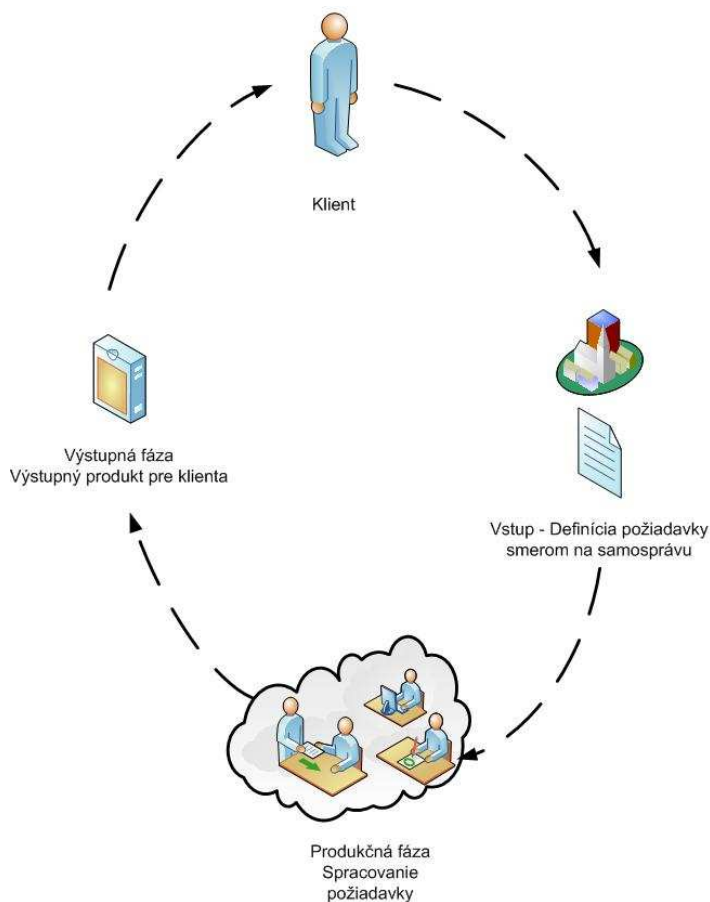 Klient
Vstup - Definícia požiadavky
smerom na samosprávu
Produkčná fáza
Spracovanie
požiadavky
Výstupná fáza
Výstupný produkt pre klienta